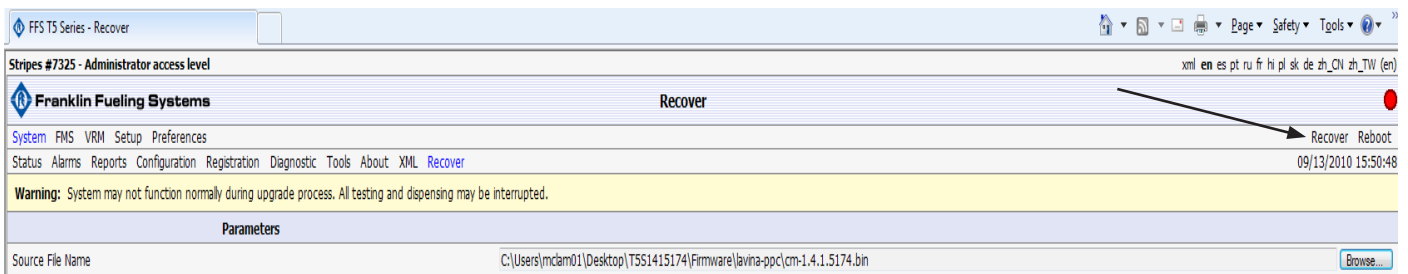 FFS T5 Series - Recover
Page Safety Tools »
Stripes #7325 - Administrator access level xml en es pt ru fr hi pl sk de zh_CN zh_TW (en)
Franklin Fueling Systems Recover
System FMS VRM Setup Preferences Recover Reboot
Status Alarms Reports Configuration Registration Diagnostic Tools About XML Recover 09/13/2010 15:50:48
Warning: System may not function normally during upgrade process. All testing and dispensing may be interrupted.
Parameters
Source File Name C:\Users\mclam01\Desktop\T5S1415174\Firmware\lavina-ppc\cm-1.4.1.5174.bin Browse...